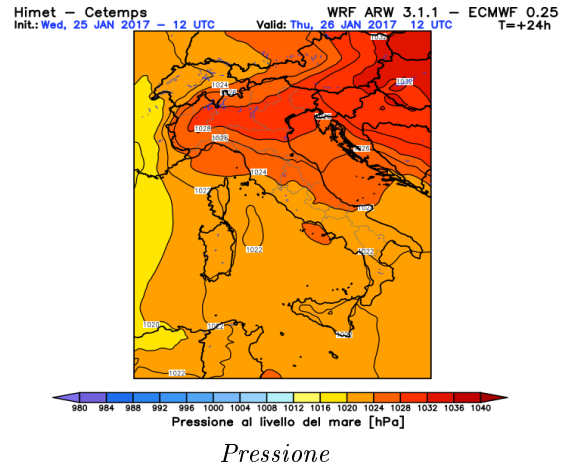 Himet – Cetemps WRF ARW 3.1.1 – ECMWF 0.25
Init.: Wed, 25 JAN 2017 – 12 UTC Valid: Thu, 26 JAN 2017 12 UTC T=+24h
1032
1024
1032
1028
1026
1024
1022
1022
1020
1022
980 984 988 992 996 1000 1004 1008 1012 1016 1020 1024 1028 1032 1036 1040
Pressione al livello del mare [hPa]
Pressione